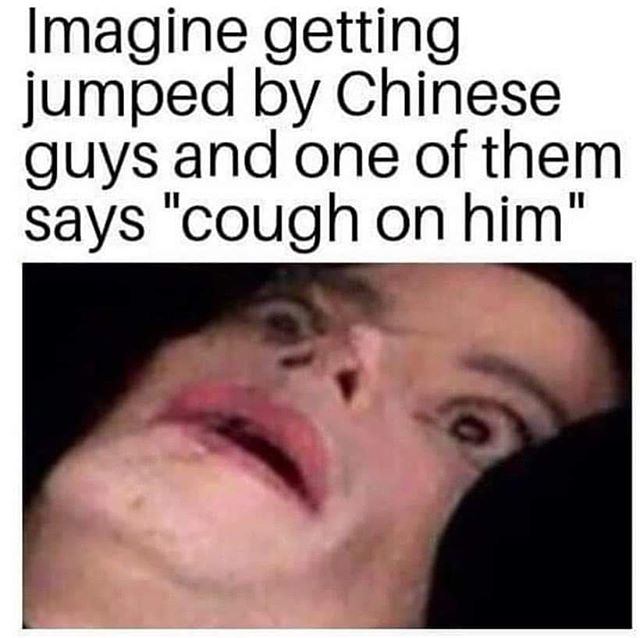 Imagine getting
jumped by Chinese
guys and one of them
says "cough on him"